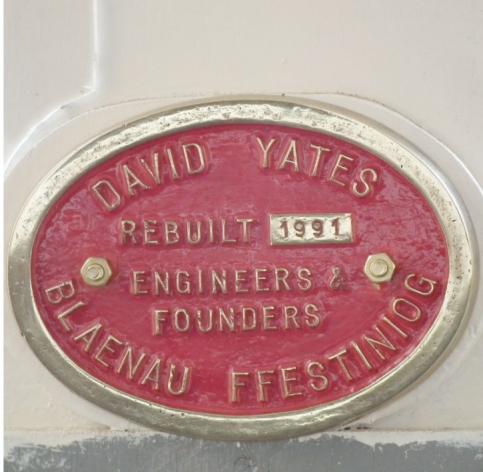 DAVID YATES
REBUILT 1991
ENGINEERS &
FOUNDERS
BLAENAU FFESTINIOG